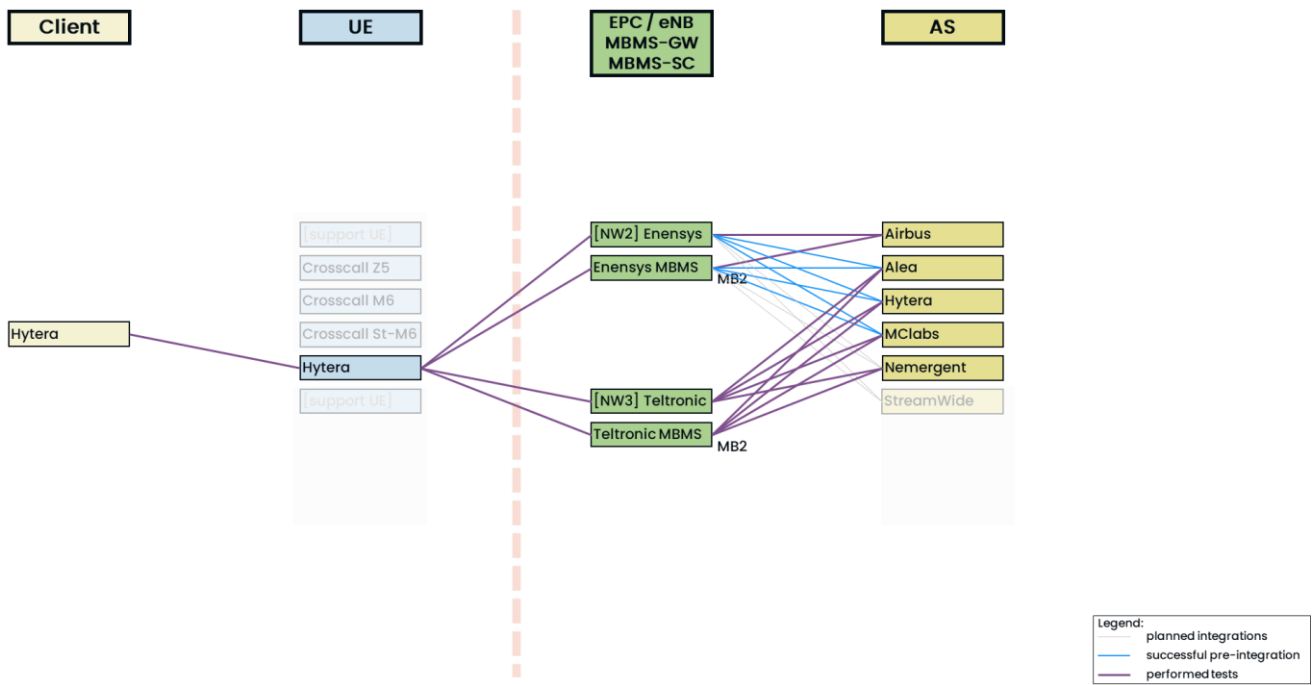 Client
UE
EPC / eNB
MBMS-GW
MBMS-SC
AS
[support UE]
Crosscall Z5
Crosscall M6
Crosscall St-M6
Hytera
Hytera
[support UE]
[NW2] Enensys
Enensys MBMS
MB2
[NW3] Teltronic
Teltronic MBMS
MB2
Airbus
Alea
Hytera
MClabs
Nemergent
StreamWide
Legend:
planned integrations
successful pre-integration
performed tests